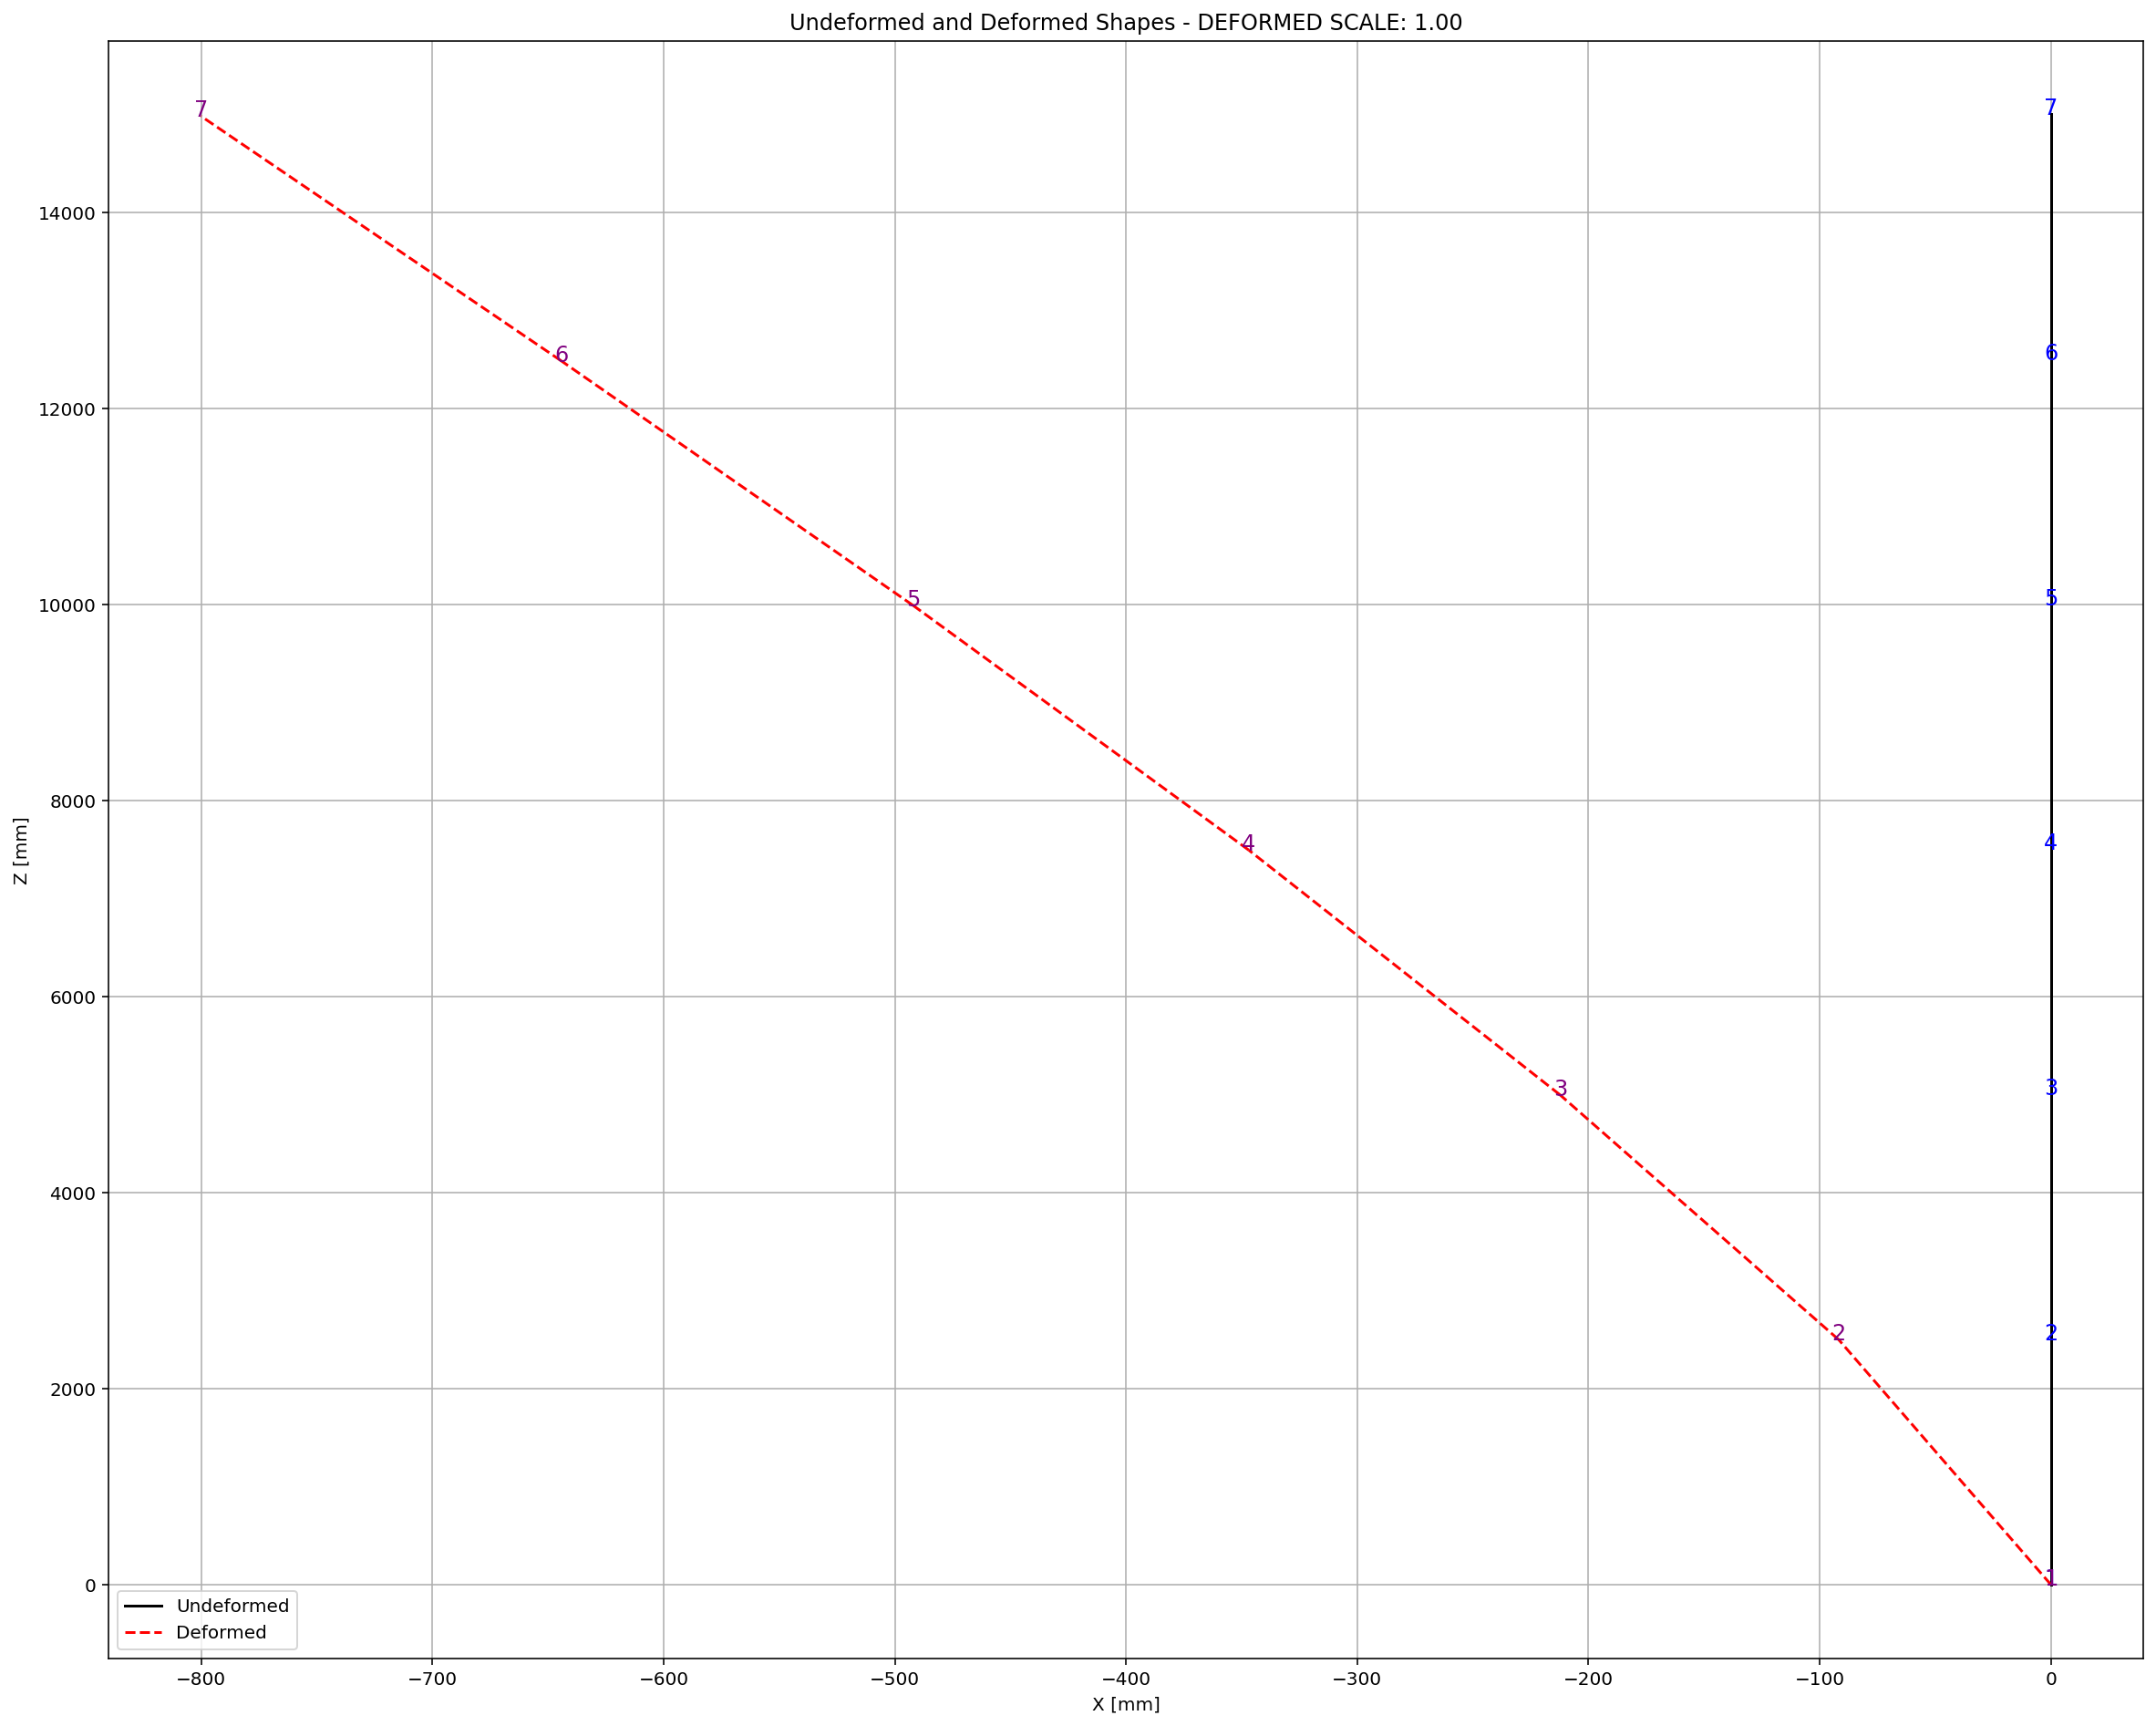 Undeformed and Deformed Shapes - DEFORMED SCALE: 1.00
7 7
14000
6 6
12000
5 5
10000
4 4
8000
Z [mm]
3 3
6000
2 2
4000
2000
1
0
Undeformed
Deformed
−800 −700 −600 −500 −400 −300 −200 −100 0
X [mm]